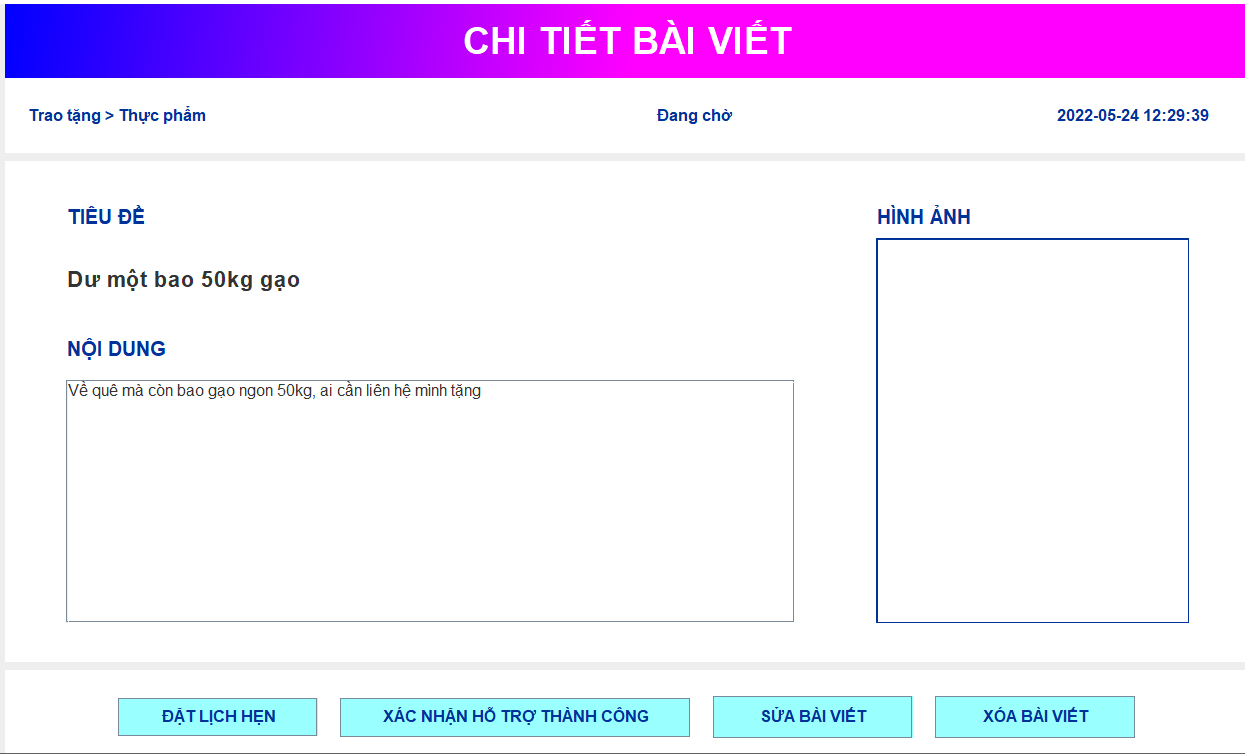 CHI TIẾT BÀI VIẾT
Trao tặng > Thực phẩm
Đang chờ
2022-05-24 12:29:39
TIÊU ĐỀ
Dư một bao 50kg gạo
NỘI DUNG
Về quê mà còn bao gạo ngon 50kg, ai cần liên hệ mình tặng
HÌNH ẢNH
ĐẶT LỊCH HẸN
XÁC NHẬN HỖ TRỢ THÀNH CÔNG
SỬA BÀI VIẾT
XÓA BÀI VIẾT